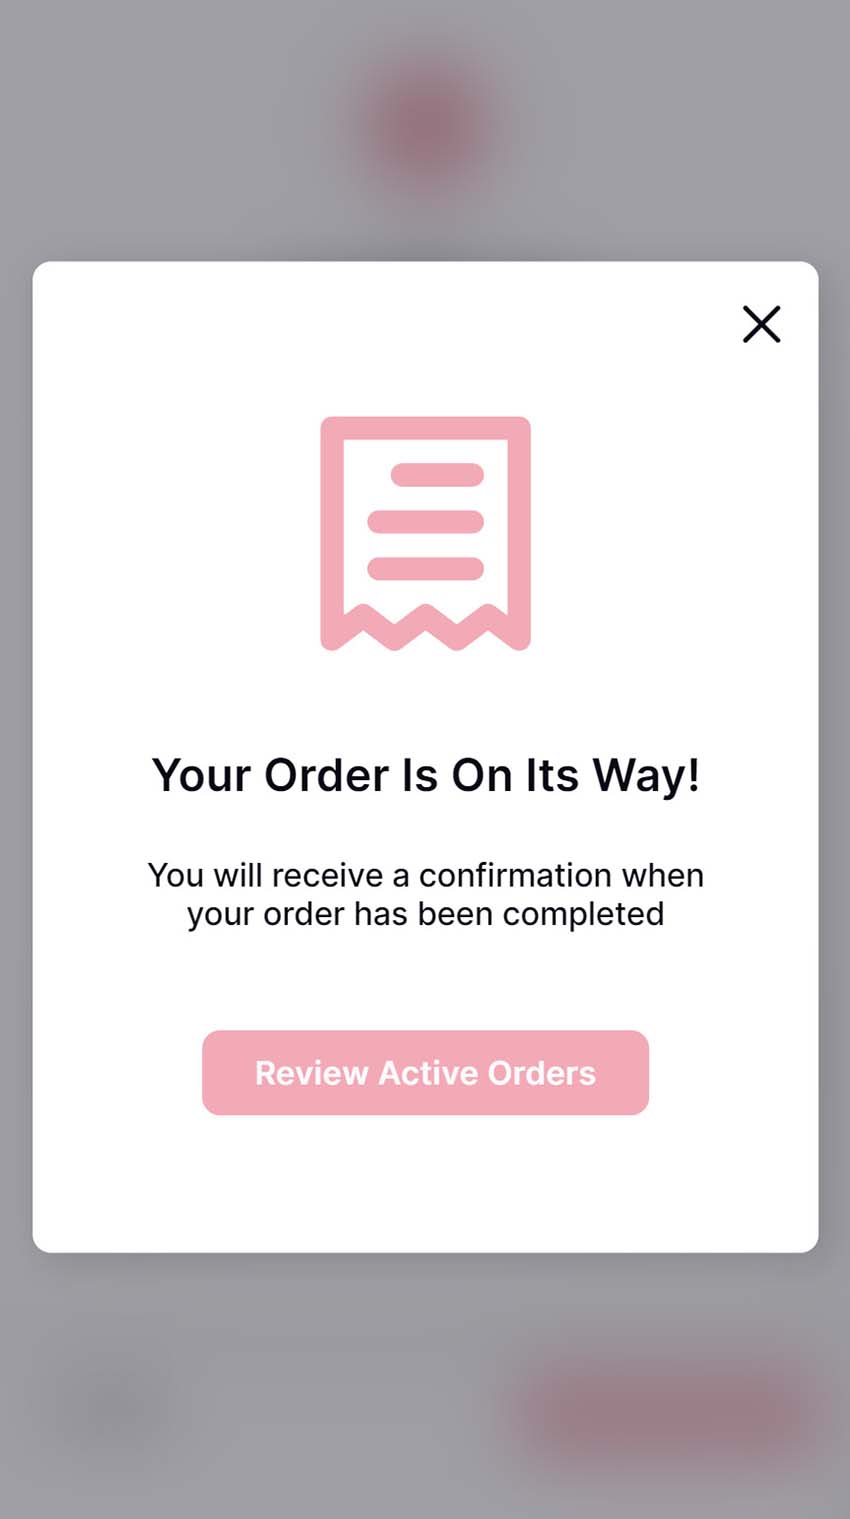 Your Order Is On Its Way!
You will receive a confirmation when
your order has been completed
Review Active Orders